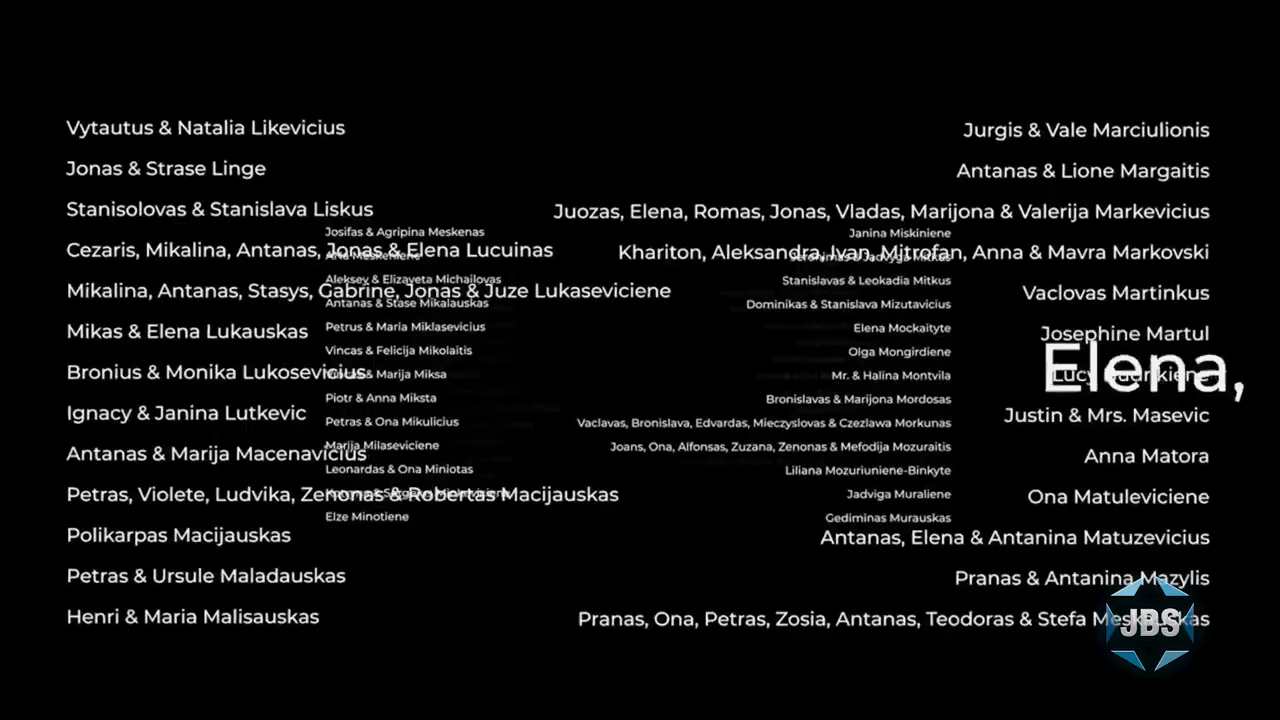 Vytautus & Natalia Likevicius
Jonas & Strase Linge
Stanisolovas & Stanislava Liskus
Cezaris, Mikalina, Antanas, Jonas & Elena Lucuinas
Mikalina, Antanas, Stasys, Gabrine, Jonas & Juze Lukaseviciene
Mikas & Elena Lukauskas
Bronius & Monika Lukosevicius
Ignacy & Janina Lutkevic
Antanas & Marija Macenavicius
Petras, Violete, Ludvika, Zenonas & Robertas Macijauskas
Polikarpas Macijauskas
Petras & Ursule Maladauskas
Henri & Maria Malisauskas
Josifas & Agripina Meskenas
Meskeniene
Aleksey & Elizaveta Michailovas
Antanas & Stase Mikalauskas
Petrus & Maria Miklasevicius
Vincas & Felicija Mikolaitis
& Marija Miksa
Piotr & Anna Miksta
Petras & Ona Mikulicius
Marija Milaseviciene
Leonardas & Ona Miniotas
Elze Minotiene
Janina Miskiniene
Jeronimas & Jadvyga Mitkus
Stanislavas & Leokadia Mitkus
Dominikas & Stanislava Mizutavicius
Elena Mockaityte
Olga Mongirdiene
Mr. & Halina Montvila
Bronislavas & Marijona Mordosas
Vaclavas, Bronislava, Edvardas, Mieczyslovas & Czezlawa Morkunas
Joans, Ona, Alfonsas, Zuzana, Zenonas & Mefodija Mozuraitis
Liliana Mozuriuniene-Binkyte
Jadviga Muraliene
Gediminas Murauskas
Jurgis & Vale Marciulionis
Antanas & Lione Margaitis
Juozas, Elena, Romas, Jonas, Vladas, Marijona & Valerija Markevicius
Khariton, Aleksandra, Ivan, Mitrofan, Anna & Mavra Markovski
Vaclovas Martinkus
Josephine Martul
Elena,
Lucy
Justin & Mrs. Masevic
Anna Matora
Ona Matuleviciene
Antanas, Elena & Antanina Matuzevicius
Pranas & Antanina Mazylis
Pranas, Ona, Petras, Zosia, Antanas, Teodoras & Stefa
JBS